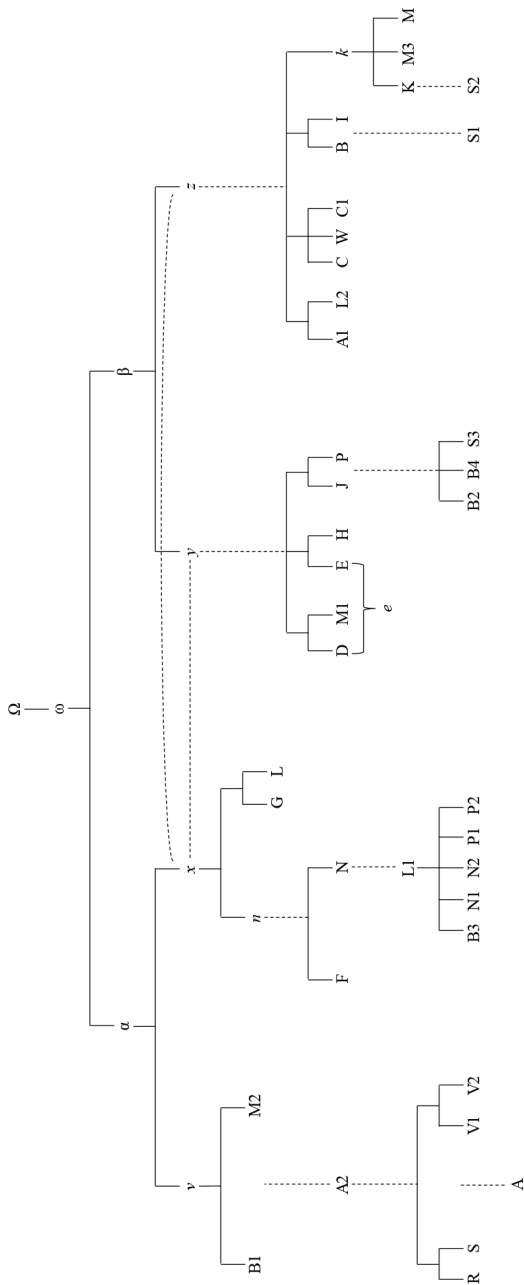 Ω
ω
α β
v x y z
B1 M2 n G L
A2 F N D M1 E H J P A1 L2 C W C1 B I k
e
L1 K M3 M
R S V1 V2 B3 N1 N2 P1 P2 B2 B4 S3 S1 S2
A